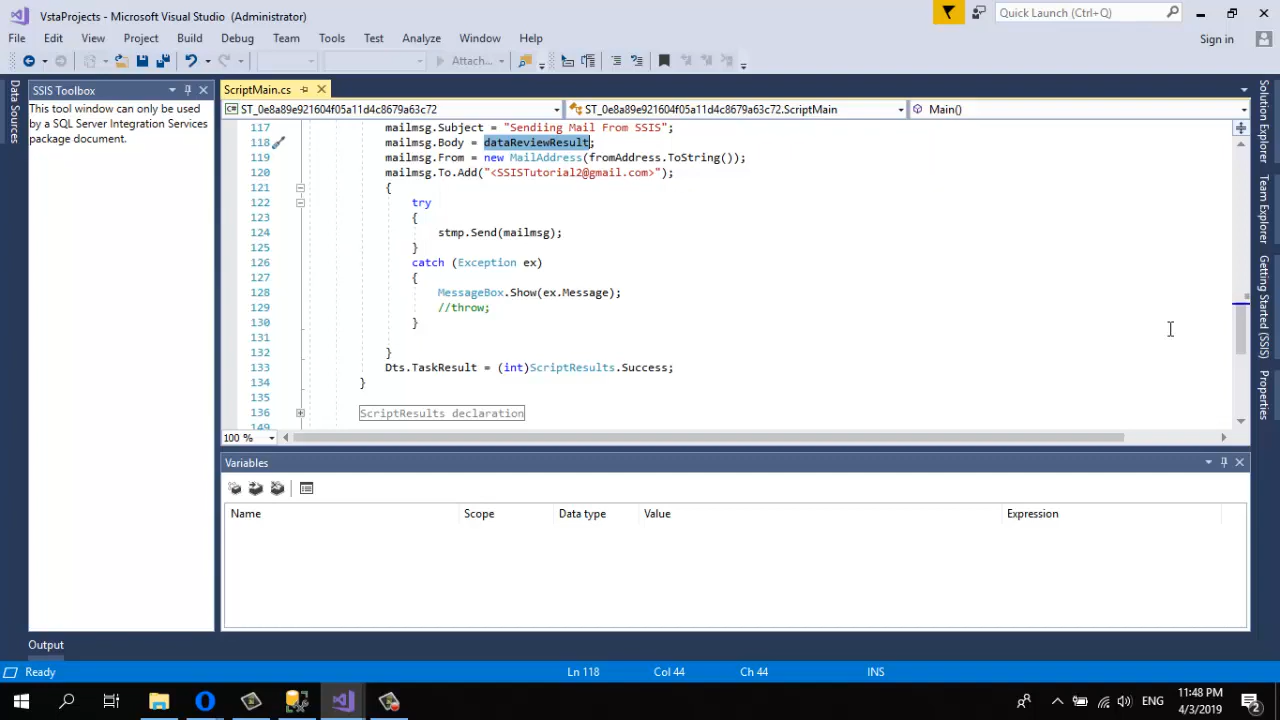 VstaProjects - Microsoft Visual Studio (Administrator)
Quick Launch (Ctrl+Q)
File Edit View Project Build Debug Team Tools Test Analyze Window Help
Sign in
Attach...
Data Sources
SSIS Toolbox
This tool window can only be used
by a SQL Server Integration Services
package document.
ScriptMain.cs
ST_0e8a89e921604f05a11d4c8679a63c72
ST_0e8a89e921604f05a11d4c8679a63c72.ScriptMain
Main()
117 mailmsg.Subject = "Sendiing Mail From SSIS";
118 mailmsg.Body = dataReviewResult;
119 mailmsg.From = new MailAddress(fromAddress.ToString());
120 mailmsg.To.Add("<SSISTutorial2@gmail.com>");
121 {
122 try
123 {
124 stmp.Send(mailmsg);
125 }
126 catch (Exception ex)
127 {
128 MessageBox.Show(ex.Message);
129 //throw;
130 }
131
132 }
133 Dts.TaskResult = (int)ScriptResults.Success;
134 }
135
136 ScriptResults declaration
149
100 %
Solution Explorer
Team Explorer
Getting Started (SSIS)
Properties
Variables
Name Scope Data type Value Expression
Output
Ready
Ln 118 Col 44 Ch 44 INS
ENG
11:48 PM
4/3/2019
2